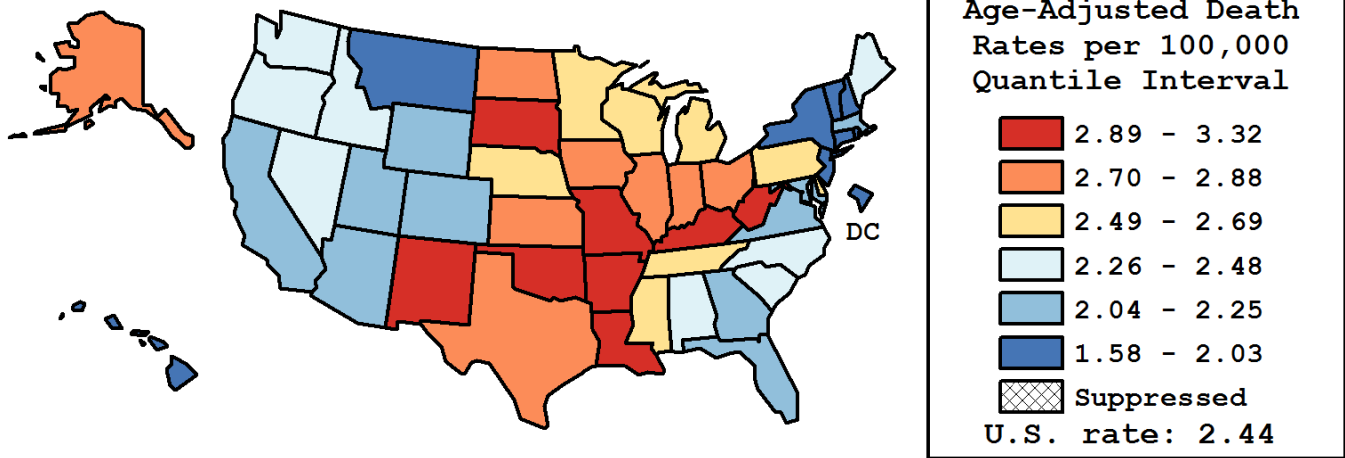 Age-Adjusted Death
Rates per 100,000
Quantile Interval
2.89 - 3.32
2.70 - 2.88
2.49 - 2.69
2.26 - 2.48
2.04 - 2.25
1.58 - 2.03
Suppressed
U.S. rate: 2.44
DC